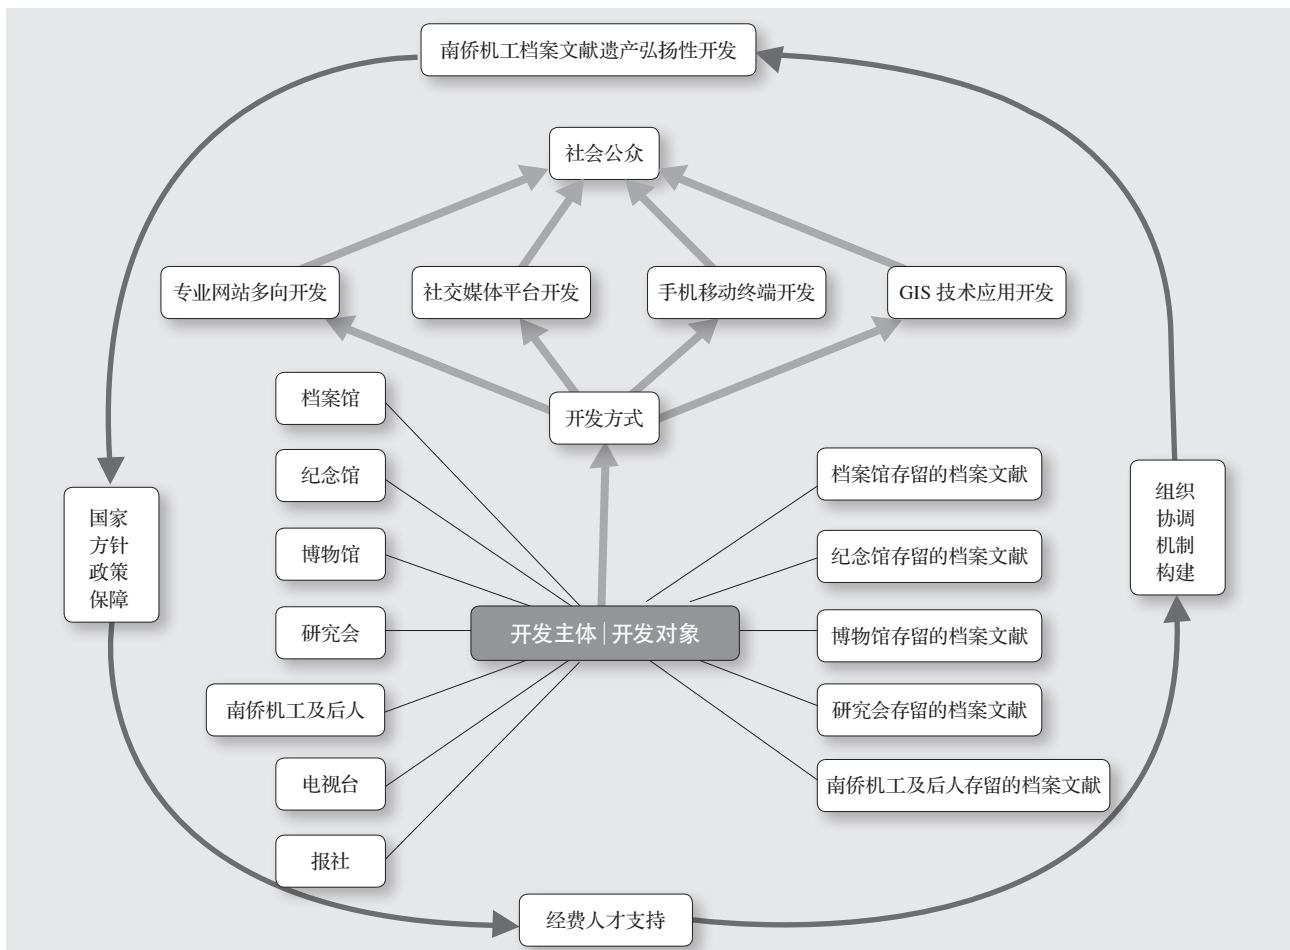 南侨机工档案文献遗产弘扬性开发
社会公众
专业网站多向开发
社交媒体平台开发
手机移动终端开发
GIS 技术应用开发
开发方式
档案馆
纪念馆
博物馆
研究会
南侨机工及后人
电视台
报社
开发主体|开发对象
档案馆存留的档案文献
纪念馆存留的档案文献
博物馆存留的档案文献
研究会存留的档案文献
南侨机工及后人存留的档案文献
国家
方针
政策
保障
组织
协调
机制
构建
经费人才支持